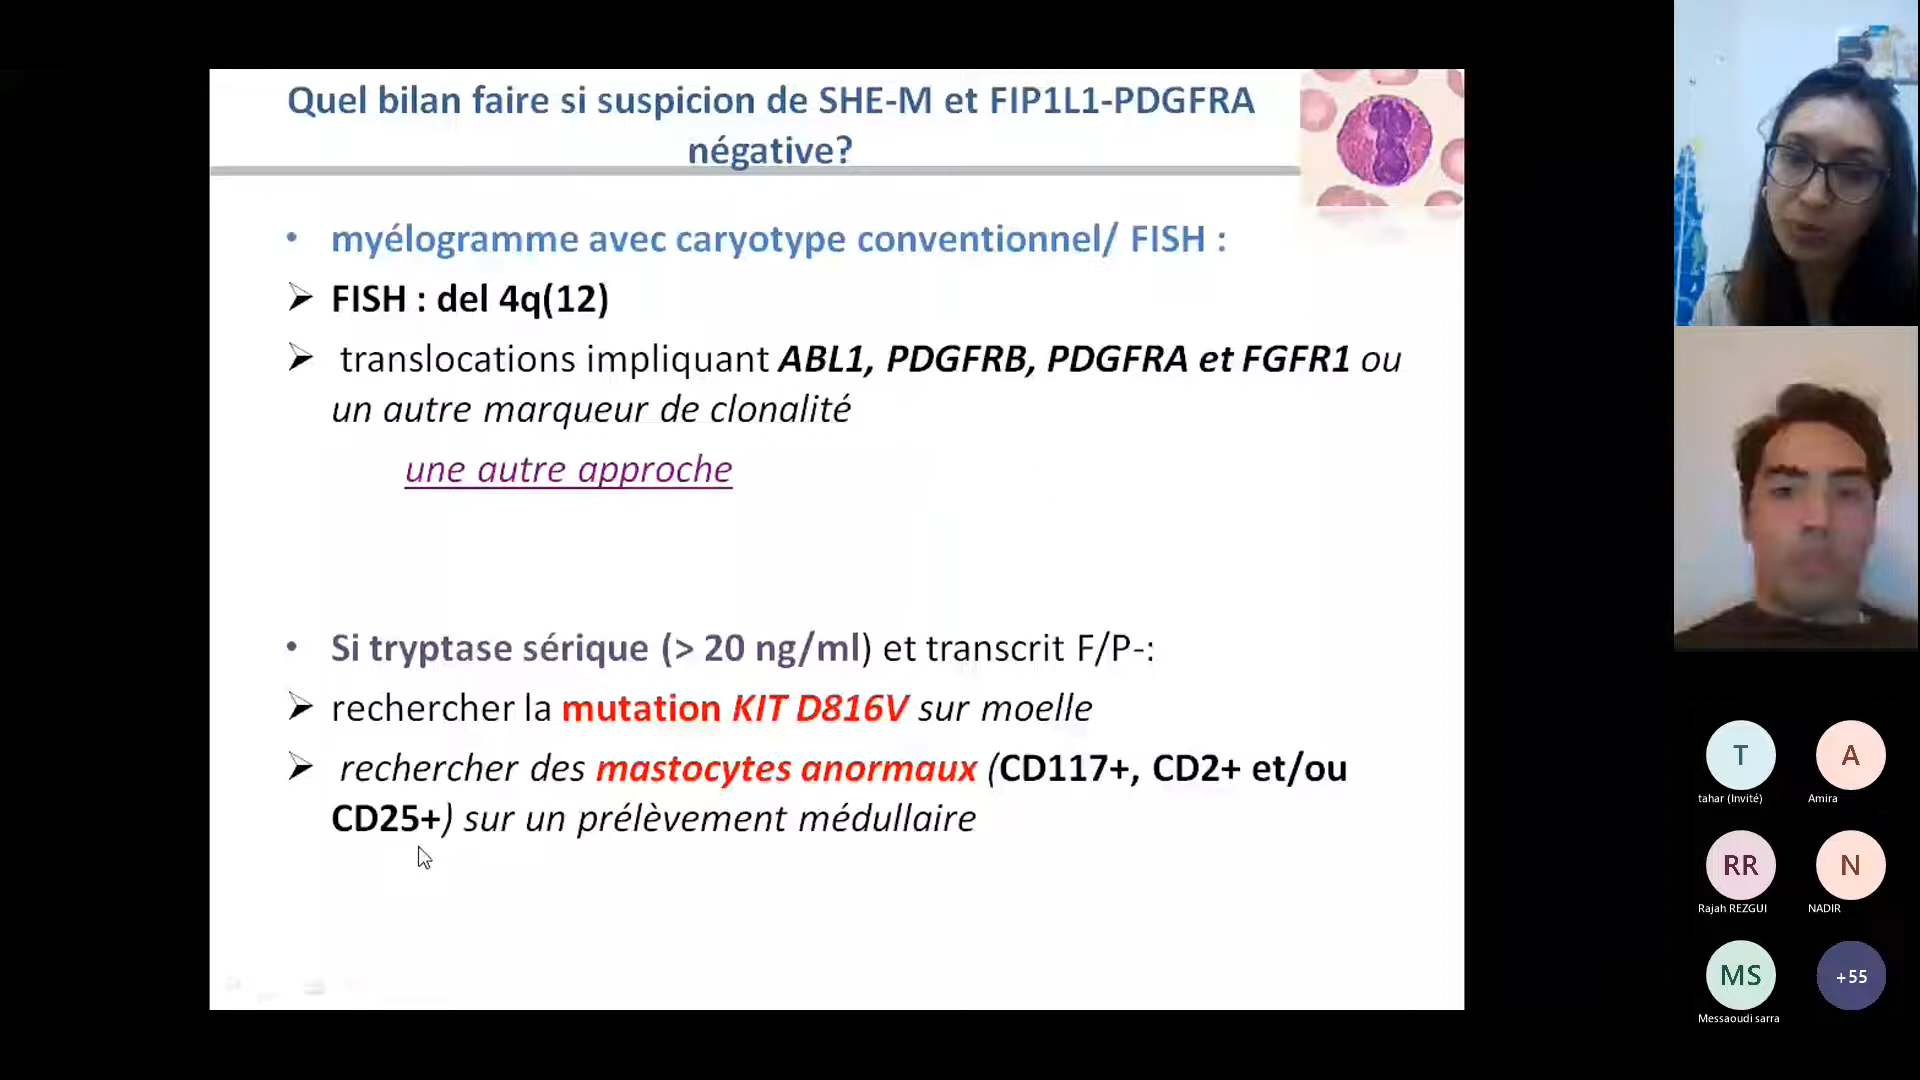 Quel bilan faire si suspicion de SHE-M et FIP1L1-PDGFRA
négative?
• myélogramme avec caryotype conventionnel/ FISH :
➢ FISH : del 4q(12)
➢ translocations impliquant ABL1, PDGFRB, PDGFRA et FGFR1 ou
un autre marqueur de clonalité
une autre approche
• Si tryptase sérique (> 20 ng/ml) et transcrit F/P-:
➢ rechercher la mutation KIT D816V sur moelle
➢ rechercher des mastocytes anormaux (CD117+, CD2+ et/ou
CD25+) sur un prélèvement médullaire
T
tahar (Invité)
A
Amira
RR
Rajah REZGUI
N
NADIR
MS
Messaoudi sarra
+55